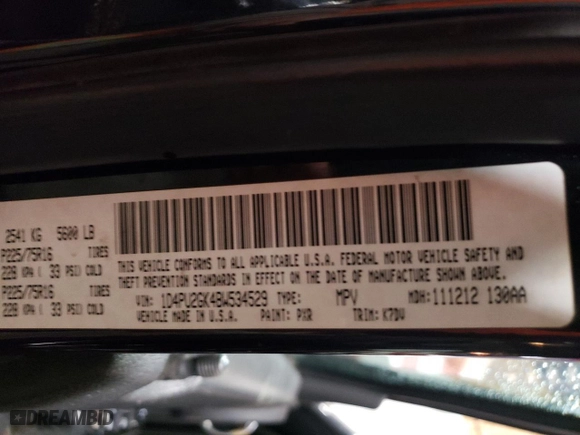 2541 KG 5600 LB
P225/75R16 TIRES
228 KPA ( 33 PSI) COLD
P225/75R16 TIRES
228 KPA ( 33 PSI) COLD
THIS VEHICLE CONFORMS TO ALL APPLICABLE U.S.A. FEDERAL MOTOR VEHICLE SAFETY AND
THEFT PREVENTION STANDARDS IN EFFECT ON THE DATE OF MANUFACTURE SHOWN ABOVE.
VIN: 1D4PU2GK4BW534529 TYPE: MPV MDH: 111212 130AA
VEHICLE MADE IN U.S.A. PAINT: PXR TRIM: K7DV
DREAMBID